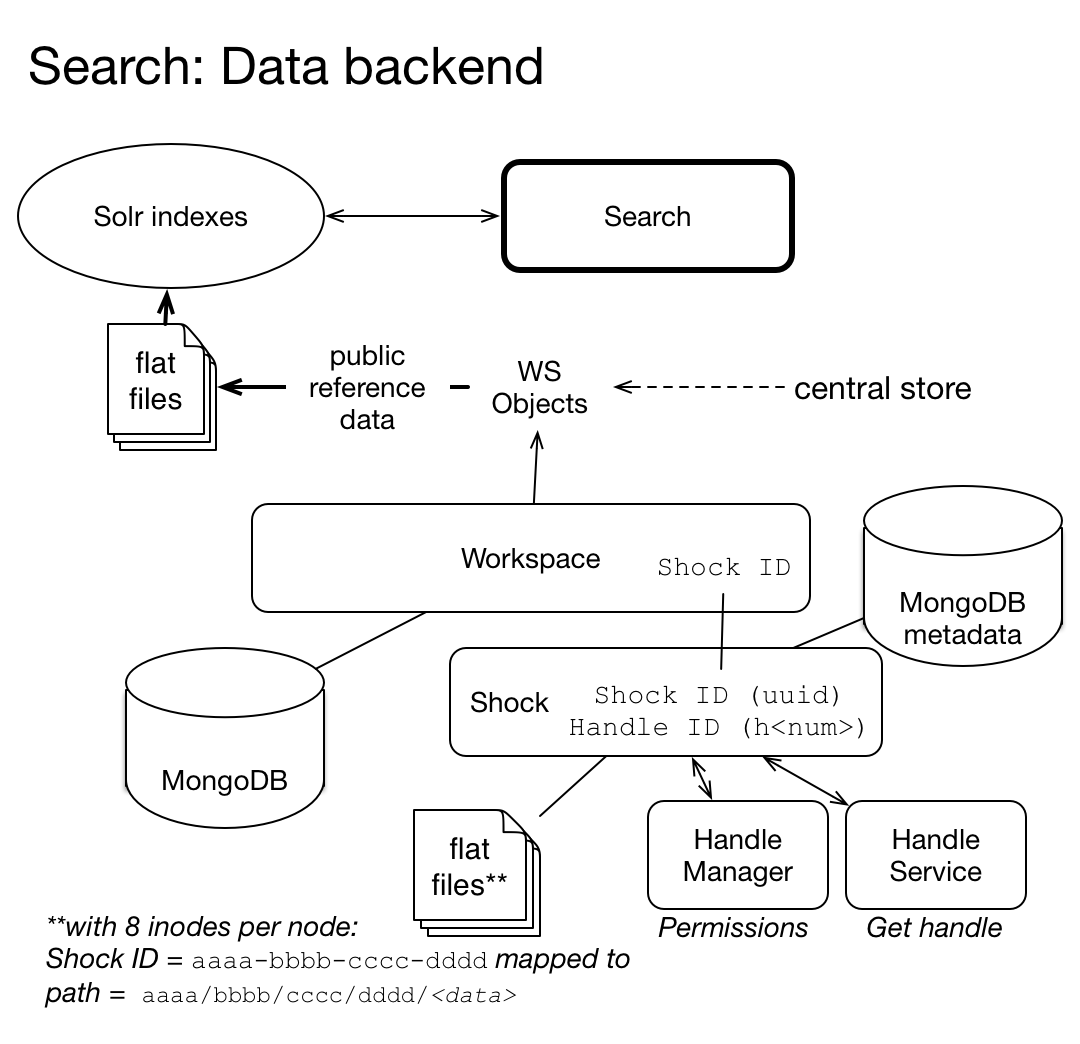 Search: Data backend
Solr indexes
Search
flat
files
public
reference
data
WS
Objects
central store
Workspace
Shock ID
MongoDB
metadata
Shock
Shock ID (uuid)
Handle ID (h<num>)
MongoDB
flat
files**
Handle
Manager
Handle
Service
Permissions
Get handle
**with 8 inodes per node:
Shock ID = aaaa-bbbb-cccc-dddd mapped to
path = aaaa/bbbb/cccc/dddd/<data>